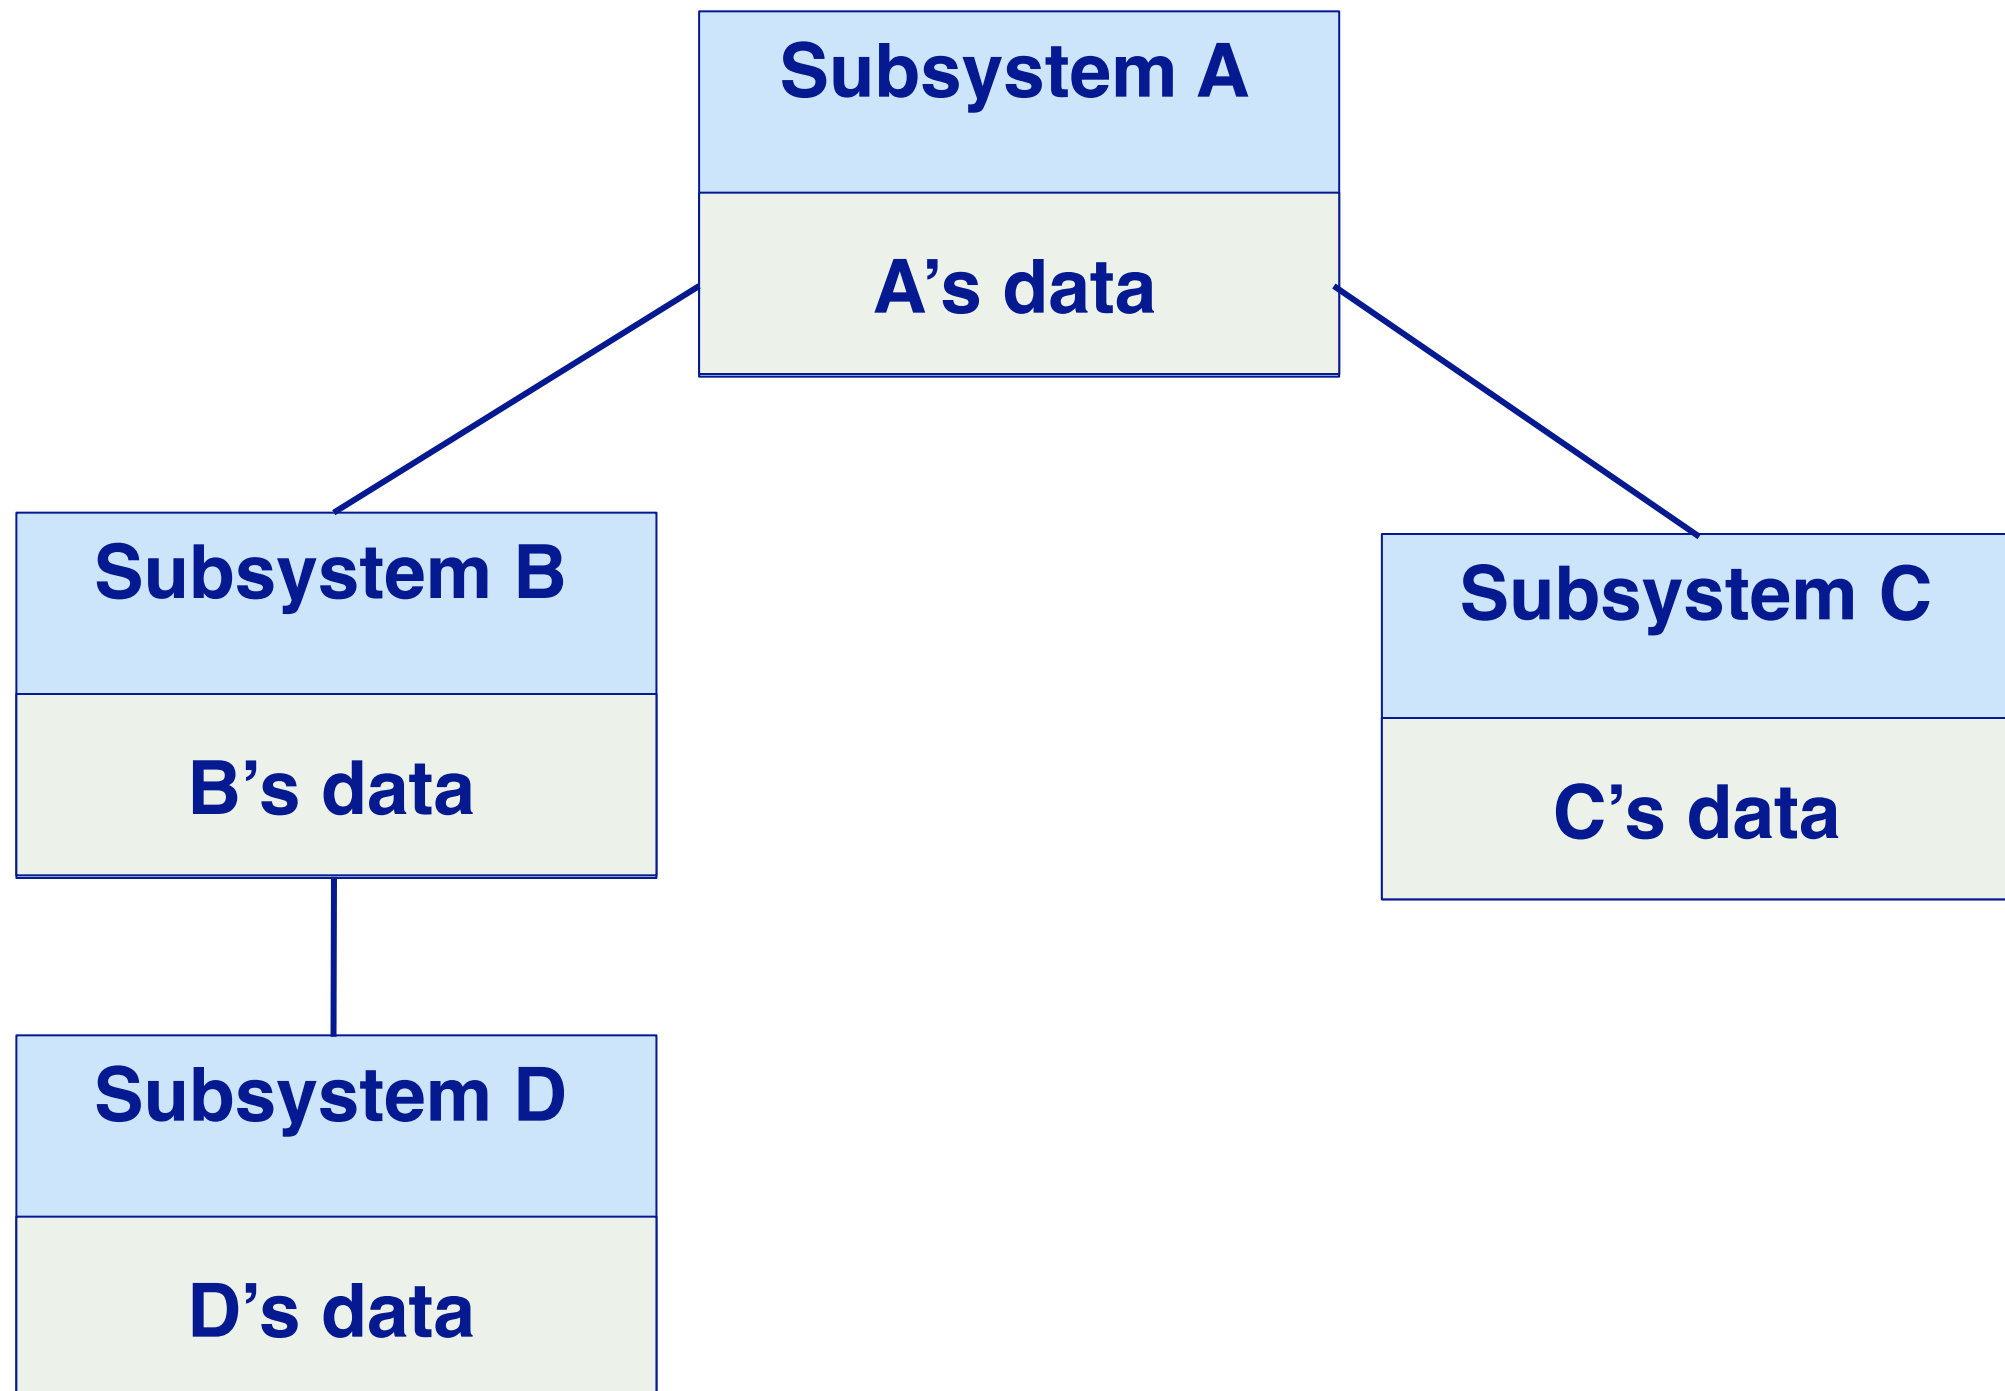 Subsystem A
A’s data
Subsystem B
B’s data
Subsystem C
C’s data
Subsystem D
D’s data